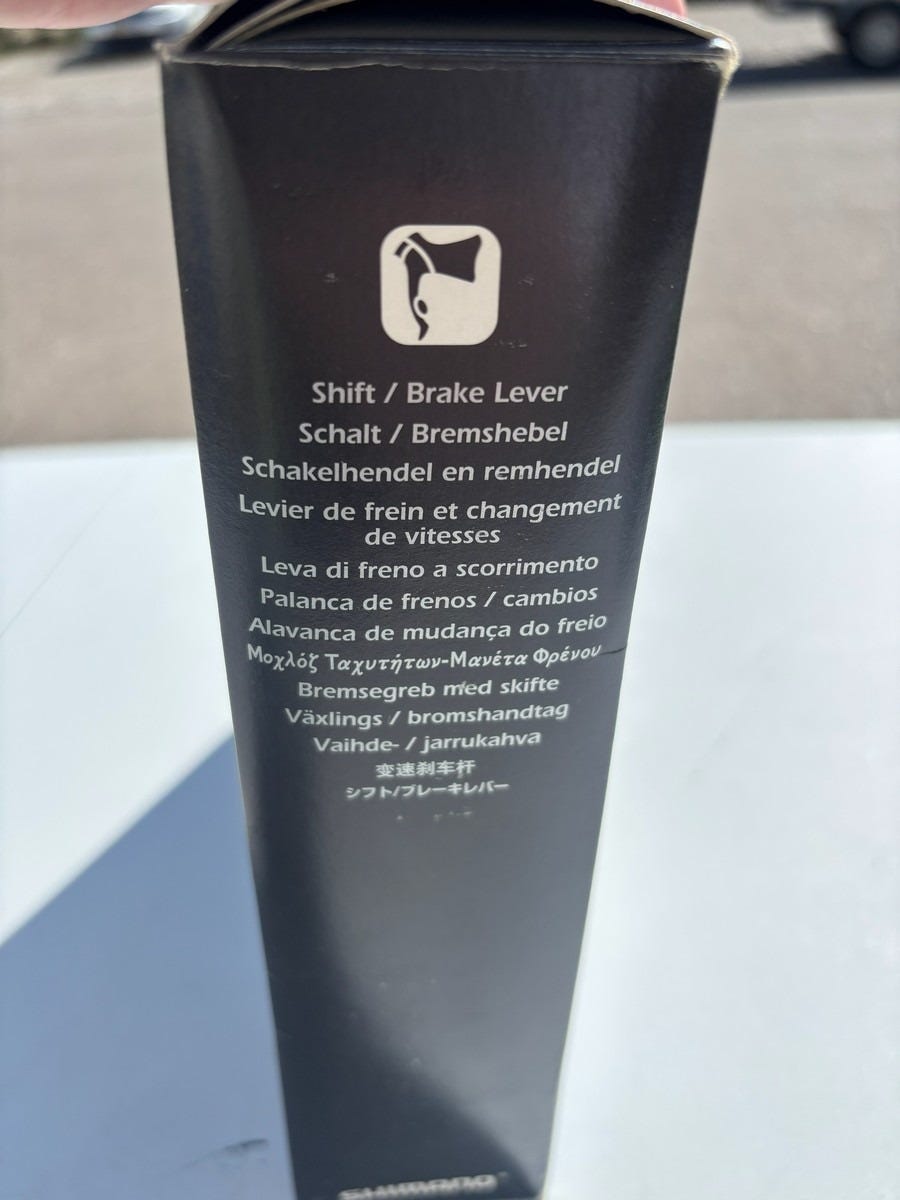 Shift / Brake Lever
Schalt / Bremshebel
Schakelhendel en remhendel
Levier de frein et changement
de vitesses
Leva di freno a scorrimento
Palanca de frenos / cambios
Alavanca de mudança do freio
Μοχλόζ Ταχυτήτων-Μανέτα Φρένου
Bremsegreb med skifte
Växlings / bromshandtag
Vaihde- / jarrukahva
变速刹车杆
シフト/ブレーキレバー
SHIMANO